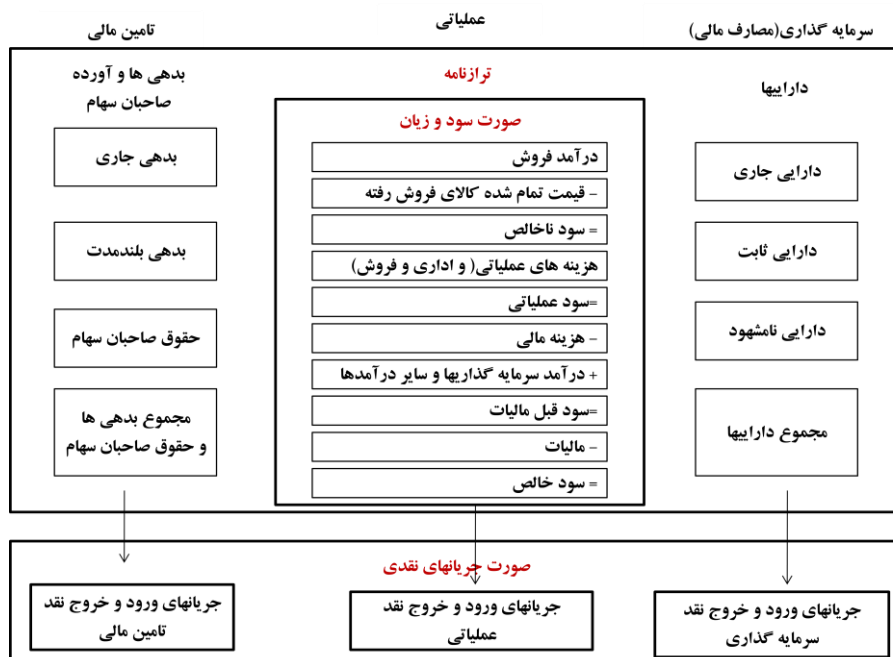 سرمایه گذاری(مصارف مالی)
عملیاتی
تامین مالی
داراییها
دارایی جاری
دارایی ثابت
دارایی نامشهود
مجموع داراییها
ترازنامه
صورت سود و زیان
درآمد فروش
- قیمت تمام شده کالای فروش رفته
= سود ناخالص
هزینه های عملیاتی( و اداری و فروش)
=سود عملیاتی
- هزینه مالی
+ درآمد سرمایه گذاریها و سایر درآمدها
=سود قبل مالیات
- مالیات
= سود خالص
بدهی ها و آورده
صاحبان سهام
بدهی جاری
بدهی بلندمدت
حقوق صاحبان سهام
مجموع بدهی ها
و حقوق صاحبان سهام
صورت جریانهای نقدی
جریانهای ورود و خروج نقد
سرمایه گذاری
جریانهای ورود و خروج نقد
عملیاتی
جریانهای ورود و خروج نقد
تامین مالی